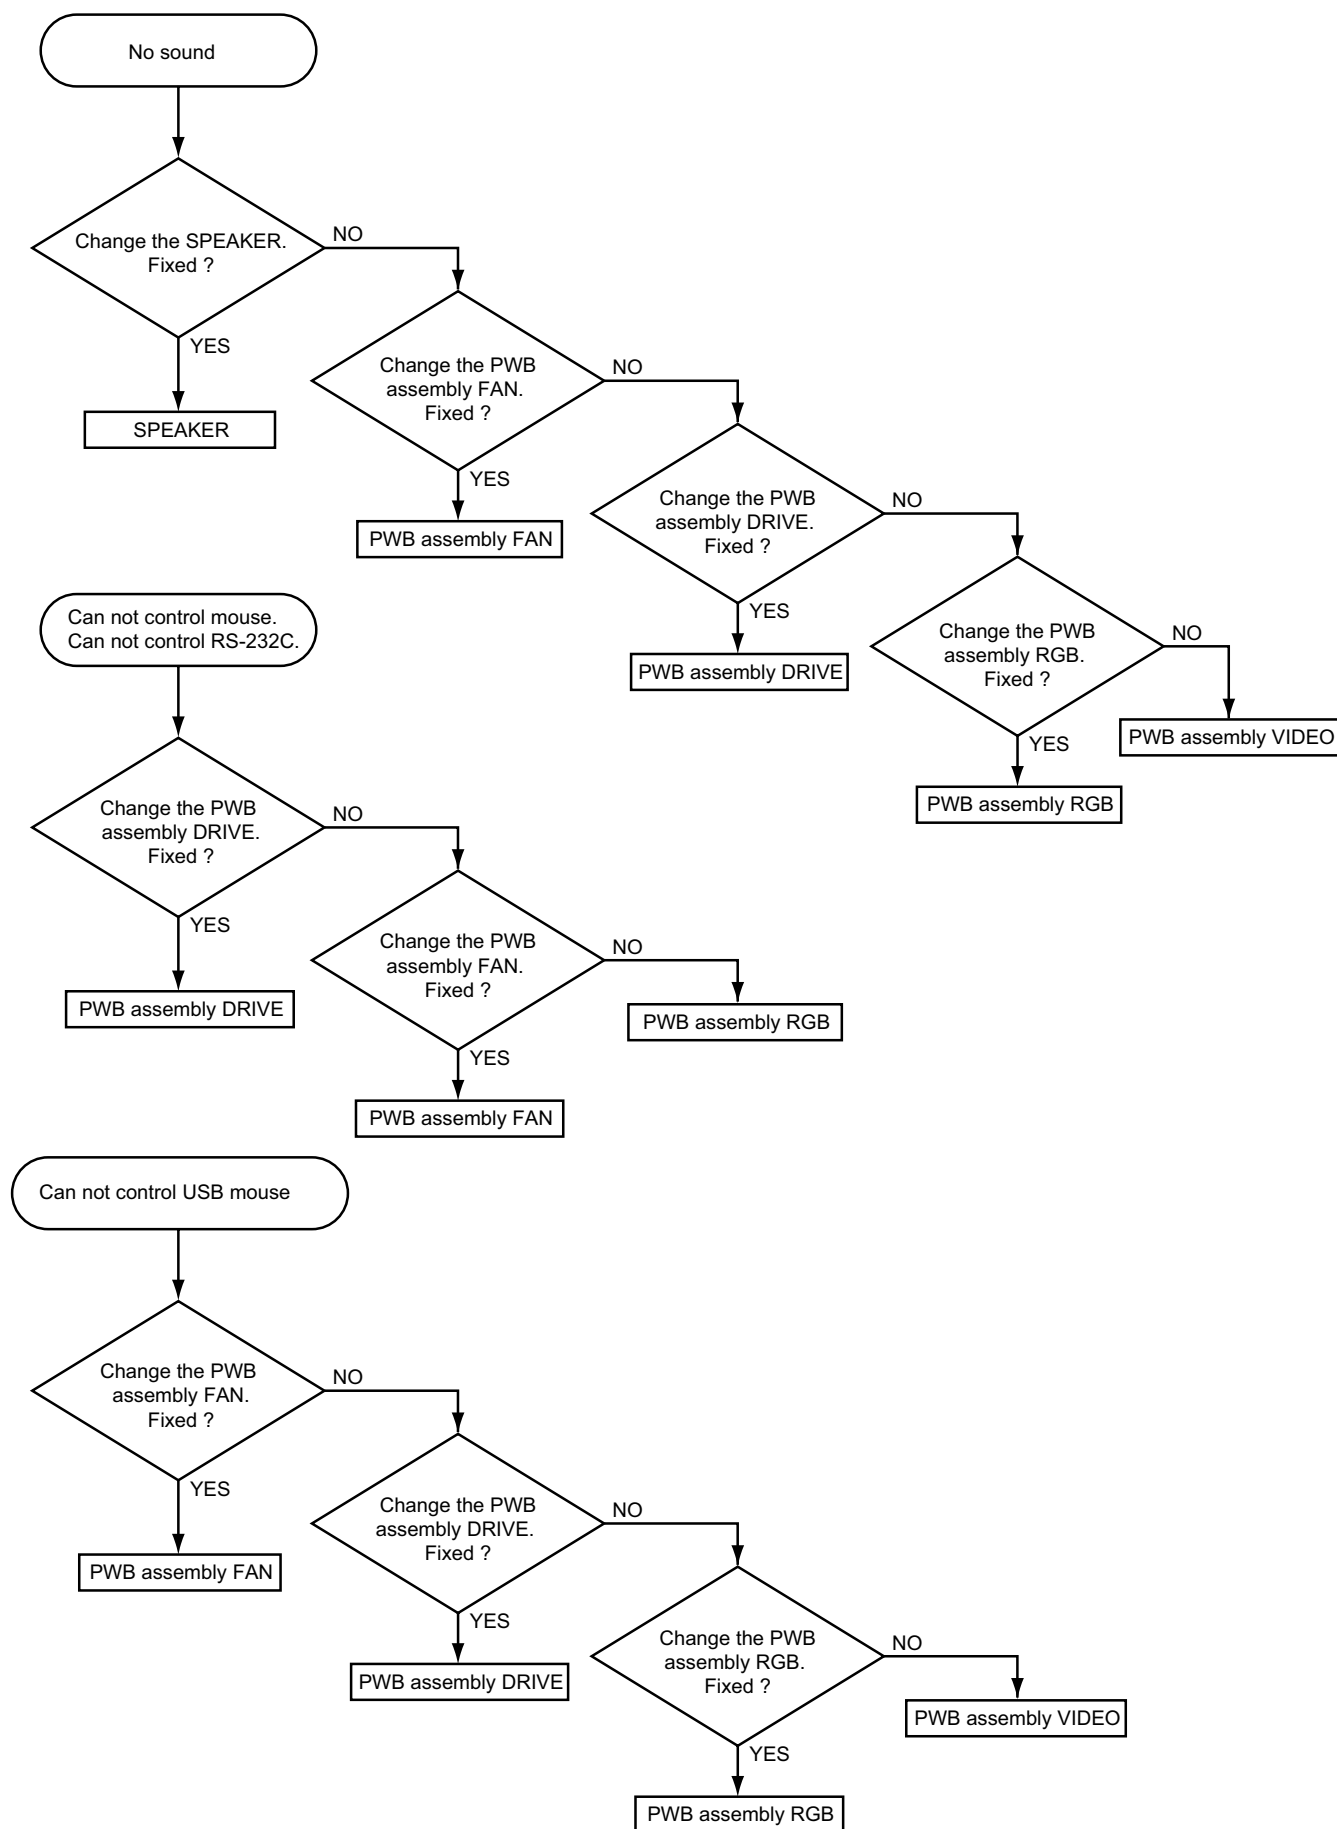 No sound
Change the SPEAKER.
Fixed ?
NO
YES
SPEAKER
Change the PWB
assembly FAN.
Fixed ?
NO
YES
PWB assembly FAN
Change the PWB
assembly DRIVE.
Fixed ?
NO
YES
PWB assembly DRIVE
Change the PWB
assembly RGB.
Fixed ?
NO
YES
PWB assembly VIDEO
PWB assembly RGB
Can not control mouse.
Can not control RS-232C.
Change the PWB
assembly DRIVE.
Fixed ?
NO
YES
PWB assembly DRIVE
Change the PWB
assembly FAN.
Fixed ?
NO
YES
PWB assembly RGB
PWB assembly FAN
Can not control USB mouse
Change the PWB
assembly FAN.
Fixed ?
NO
YES
PWB assembly FAN
Change the PWB
assembly DRIVE.
Fixed ?
NO
YES
PWB assembly DRIVE
Change the PWB
assembly RGB.
Fixed ?
NO
YES
PWB assembly VIDEO
PWB assembly RGB